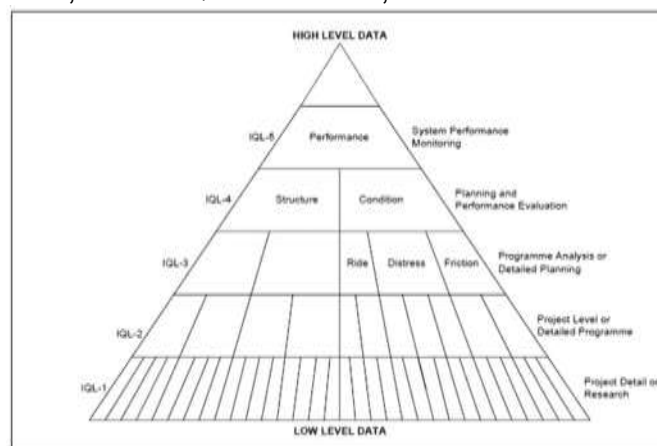 HIGH LEVEL DATA
IQL-5
Performance
System Performance
Monitoring
IQL-4
Structure
Condition
Planning and
Performance Evaluation
IQL-3
Ride
Distress
Friction
Programme Analysis or
Detailed Planning
IQL-2
Project Level or
Detailed Programme
IQL-1
Project Detail or
Research
LOW LEVEL DATA